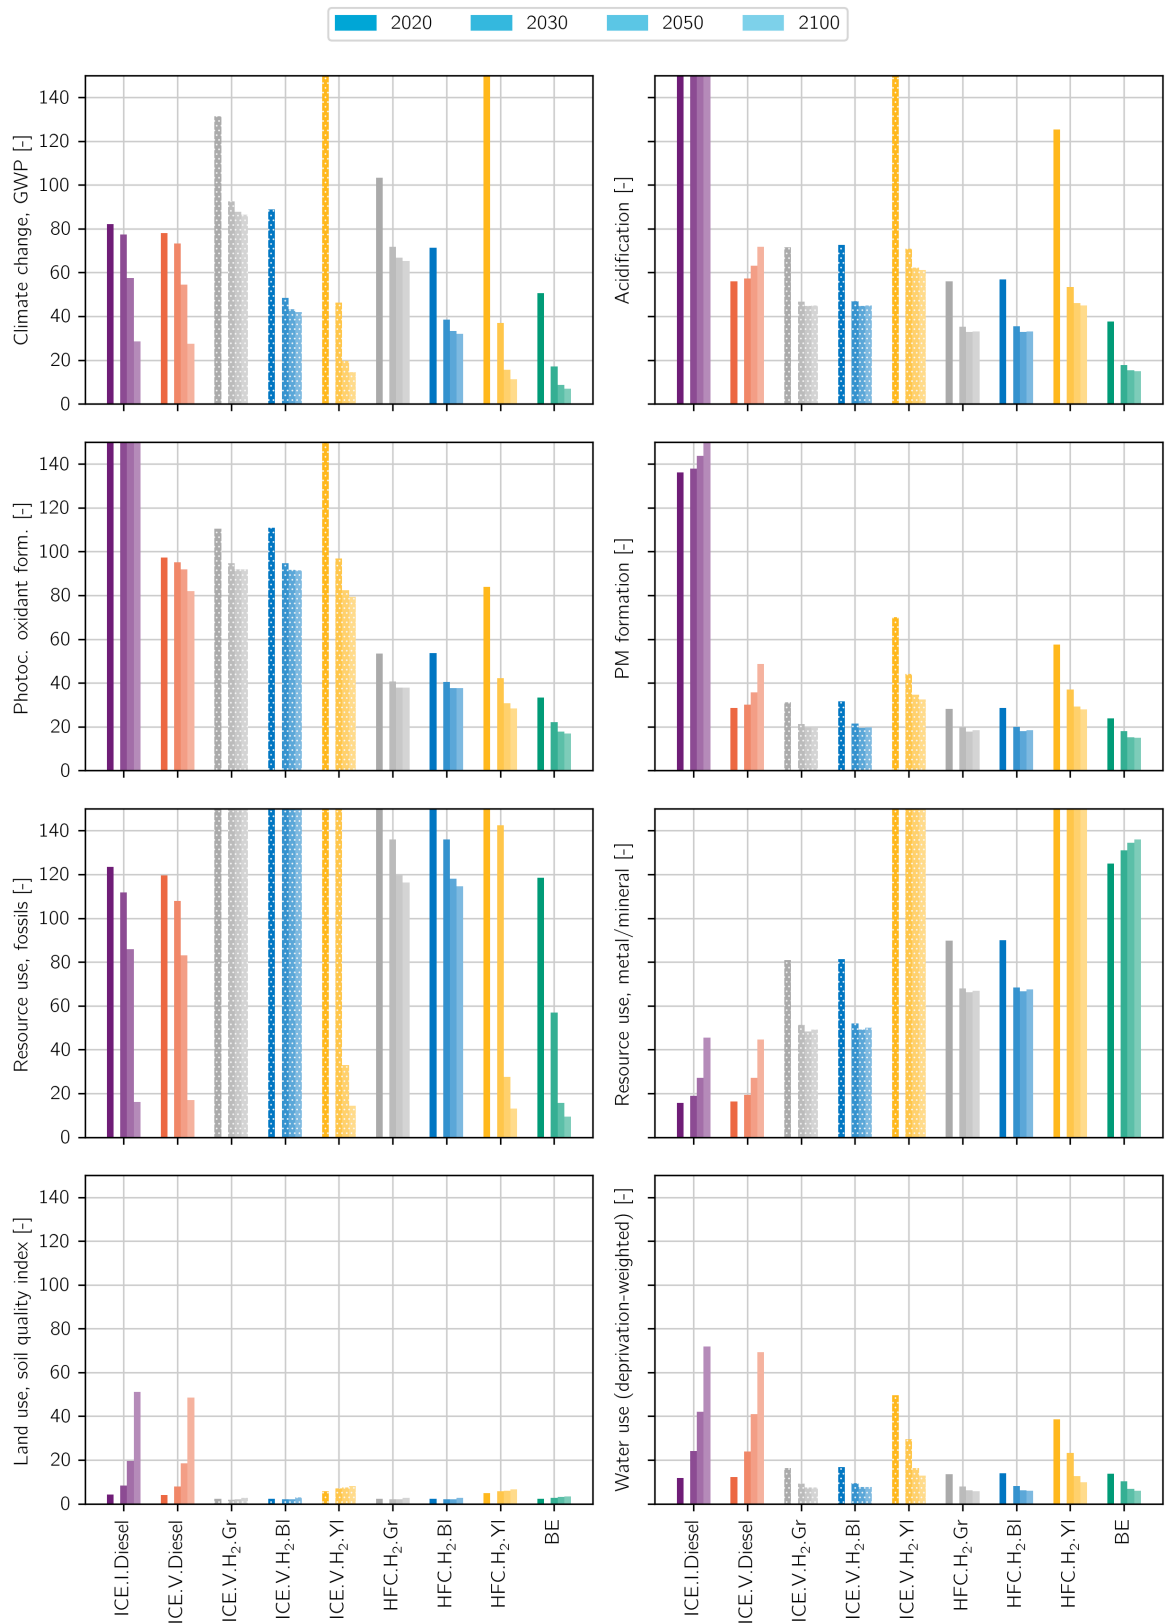 2020 2030 2050 2100
Climate change, GWP [-]
140
120
100
80
60
40
20
0
Acidification [-]
Photoc. oxidant form. [-]
140
120
100
80
60
40
20
0
PM formation [-]
Resource use, fossils [-]
140
120
100
80
60
40
20
0
Resource use, metal/mineral [-]
Land use, soil quality index [-]
140
120
100
80
60
40
20
0
Water use (deprivation-weighted) [-]
ICE.I.Diesel
ICE.V.Diesel
ICE.V.H₂.Gr
ICE.V.H₂.Bl
ICE.V.H₂.Yl
HFC.H₂.Gr
HFC.H₂.Bl
HFC.H₂.Yl
BE
ICE.I.Diesel
ICE.V.Diesel
ICE.V.H₂.Gr
ICE.V.H₂.Bl
ICE.V.H₂.Yl
HFC.H₂.Gr
HFC.H₂.Bl
HFC.H₂.Yl
BE